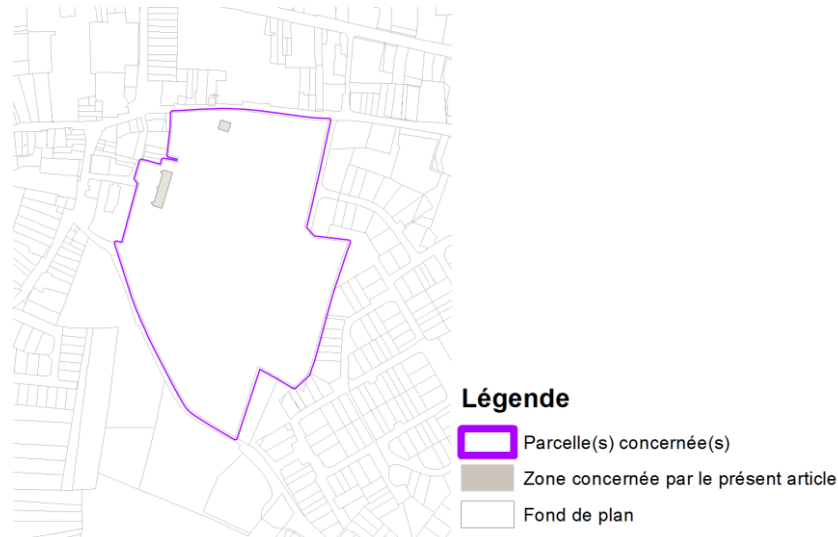 Légende
Parcelle(s) concernée(s)
Zone concernée par le présent article
Fond de plan